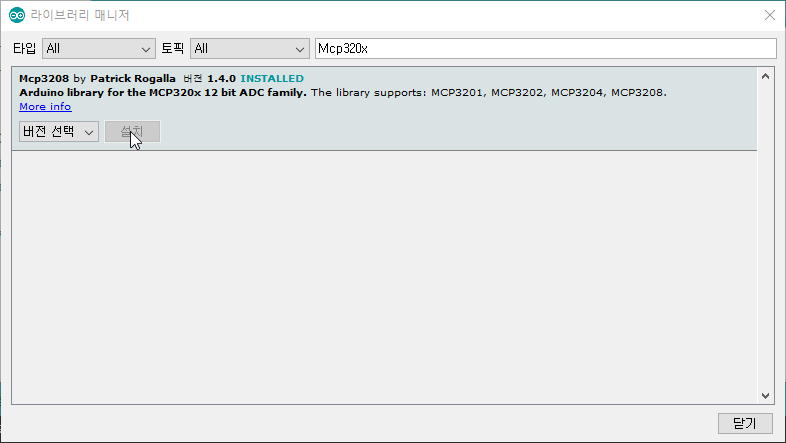 라이브러리 매니저
타입 All 토픽 All Mcp320x
Mcp3208 by Patrick Rogalla 버전 1.4.0 INSTALLED
Arduino library for the MCP320x 12 bit ADC family. The library supports: MCP3201, MCP3202, MCP3204, MCP3208.
More info
버전 선택 설치
닫기